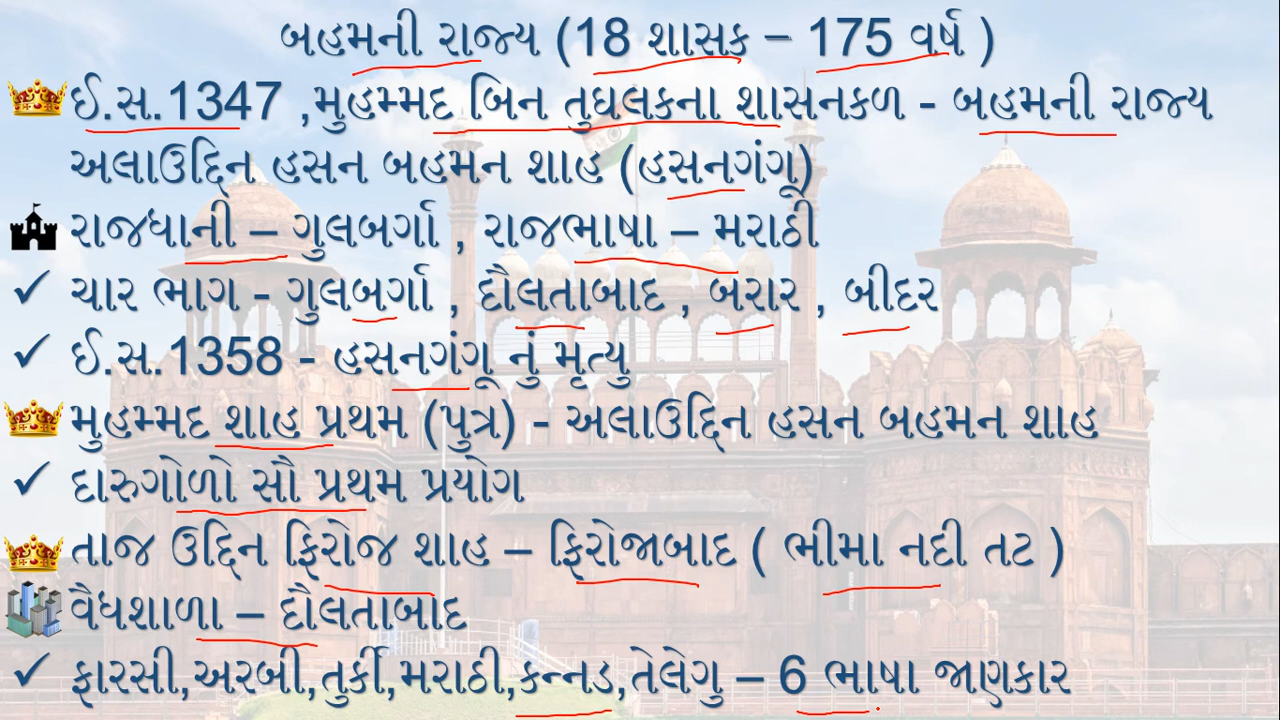 બહમની રાજ્ય (18 શાસક – 175 વર્ષ )
ઈ.સ.1347 ,મુહમ્મદ બિન તુઘલકના શાસનકળ - બહમની રાજ્ય
અલાઉદ્દિન હસન બહમન શાહ (હસનગંગૂ)
રાજધાની – ગુલબર્ગા , રાજભાષા – મરાઠી
ચાર ભાગ - ગુલબર્ગા , દૌલતાબાદ , બરાર , બીદર
ઈ.સ.1358 - હસનગંગૂ નું મૃત્યુ
મુહમ્મદ શાહ પ્રથમ (પુત્ર) - અલાઉદ્દિન હસન બહમન શાહ
દારુગોળો સૌ પ્રથમ પ્રયોગ
તાજ ઉદ્દિન ફિરોજ શાહ – ફિરોજાબાદ ( ભીમા નદી તટ )
વૈધશાળા – દૌલતાબાદ
ફારસી,અરબી,તુર્કી,મરાઠી,કન્નડ,તેલેગુ – 6 ભાષા જાણકાર